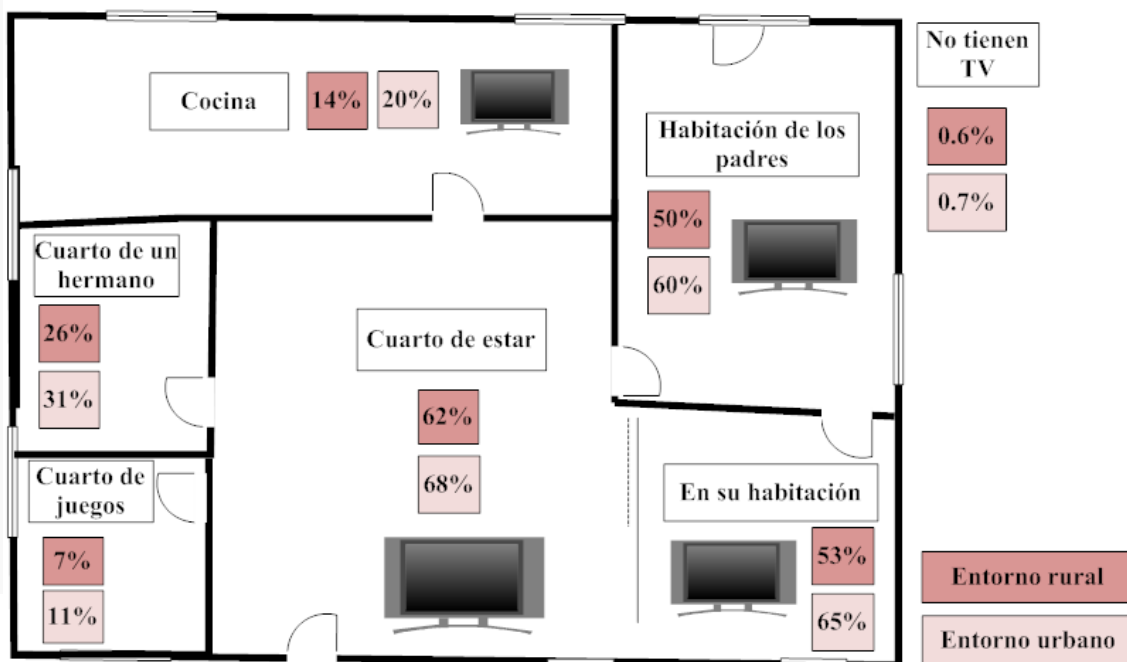 Cocina
14%
20%
Habitación de los
padres
50%
60%
No tienen
TV
0.6%
0.7%
Cuarto de un
hermano
26%
31%
Cuarto de estar
62%
68%
Cuarto de
juegos
7%
11%
En su habitación
53%
65%
Entorno rural
Entorno urbano